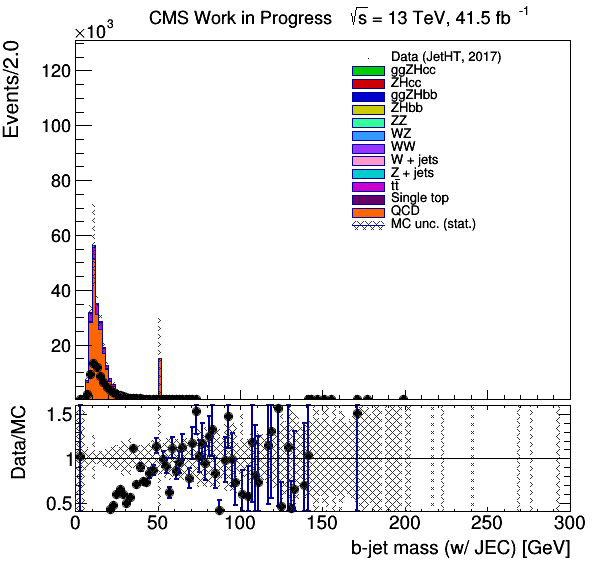 CMS Work in Progress √s = 13 TeV, 41.5 fb⁻¹
×10³
Events/2.0
120
100
80
60
40
20
Data (JetHT, 2017)
ggZHcc
ZHcc
ggZHbb
ZHbb
ZZ
WZ
WW
W + jets
Z + jets
tt̄
Single top
QCD
MC unc. (stat.)
Data/MC
1.5
1
0.5
0 50 100 150 200 250 300
b-jet mass (w/ JEC) [GeV]